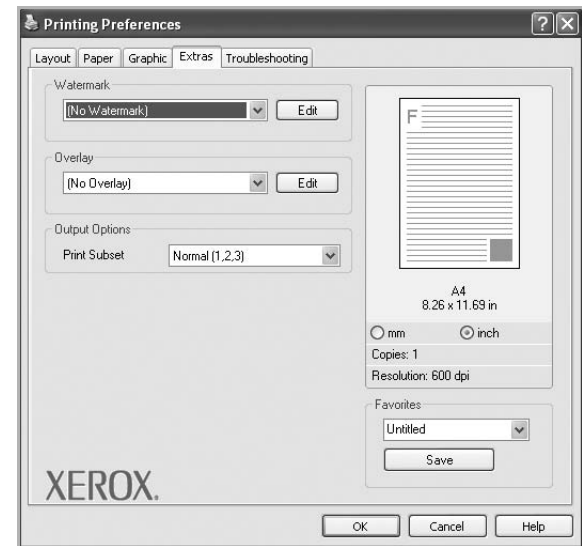 Printing Preferences
Layout Paper Graphic Extras Troubleshooting
Watermark
(No Watermark) Edit
Overlay
(No Overlay) Edit
Output Options
Print Subset Normal (1,2,3)
F
A4
8.26 x 11.69 in
mm inch
Copies: 1
Resolution: 600 dpi
Favorites
Untitled
Save
XEROX.
OK Cancel Help